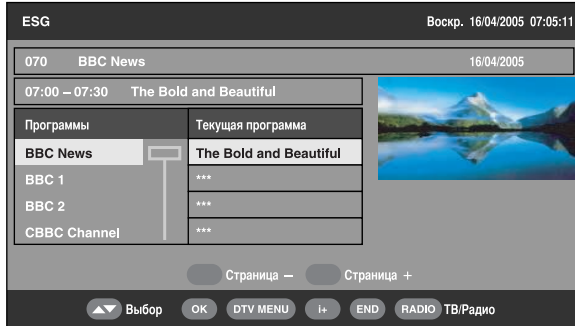 ESG Воскр. 16/04/2005 07:05:11
070 BBC News 16/04/2005
07:00 – 07:30 The Bold and Beautiful
Программы Текущая программа
BBC News The Bold and Beautiful
BBC 1 ***
BBC 2 ***
CBBC Channel ***
Страница – Страница +
▲▼ Выбор OK DTV MENU i+ END RADIO ТВ/Радио